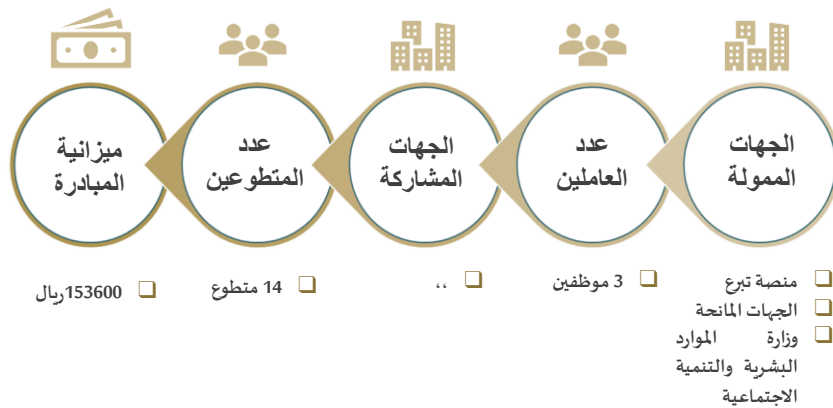 الجهات
الممولة
عدد
العاملين
الجهات
المشاركة
عدد
المتطوعين
ميزانية
المبادرة
❑ منصة تبرع
❑ الجهات المانحة
❑ وزارة الموارد
البشرية والتنمية
الاجتماعية
❑ 3 موظفين
❑ ،،
❑ 14 متطوع
❑ 153600ريال